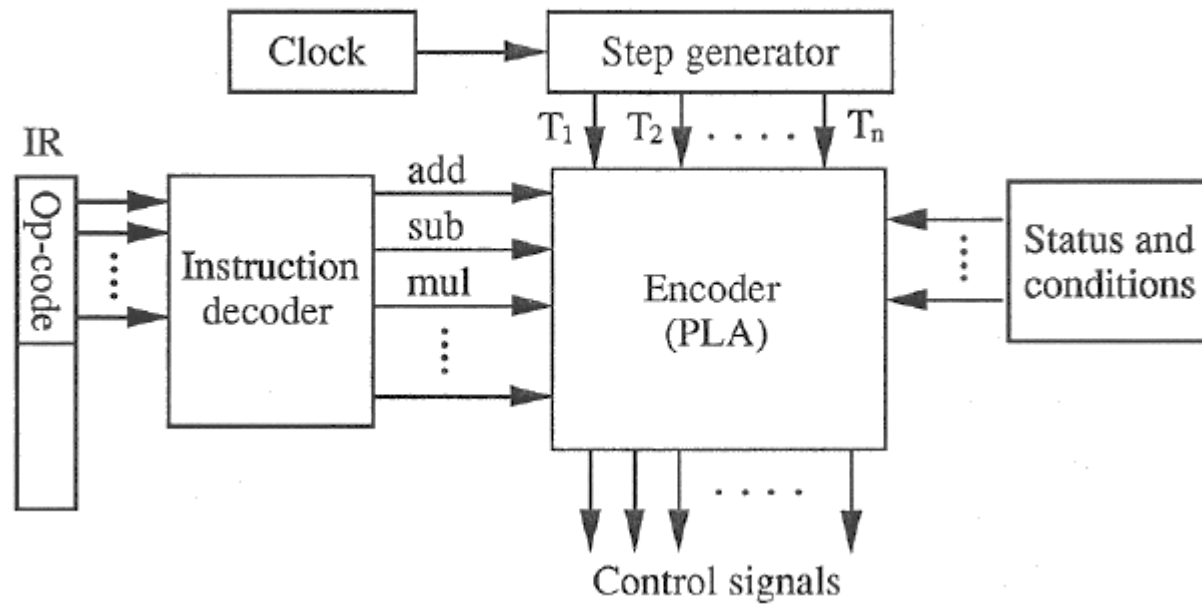 Clock
Step generator
T1 T2 . . . . Tn
IR
Op-code
Instruction
decoder
add
sub
mul
Encoder
(PLA)
Status and
conditions
Control signals